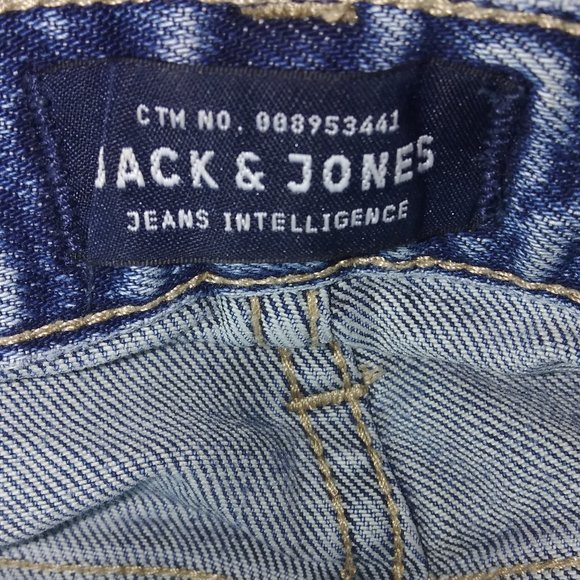 CTM NO. 008953441
JACK & JONES
JEANS INTELLIGENCE